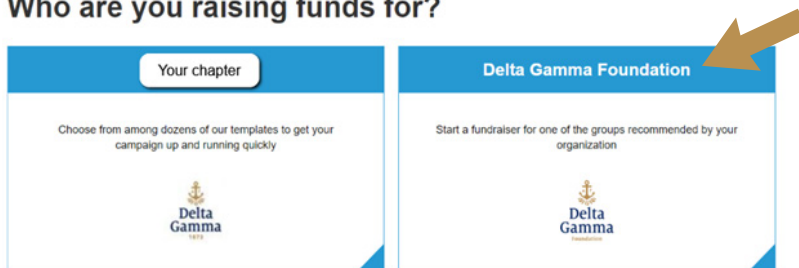 Who are you raising funds for?
Your chapter
Choose from among dozens of our templates to get your
campaign up and running quickly
Delta
Gamma
1873
Delta Gamma Foundation
Start a fundraiser for one of the groups recommended by your
organization
Delta
Gamma
FOUNDATION